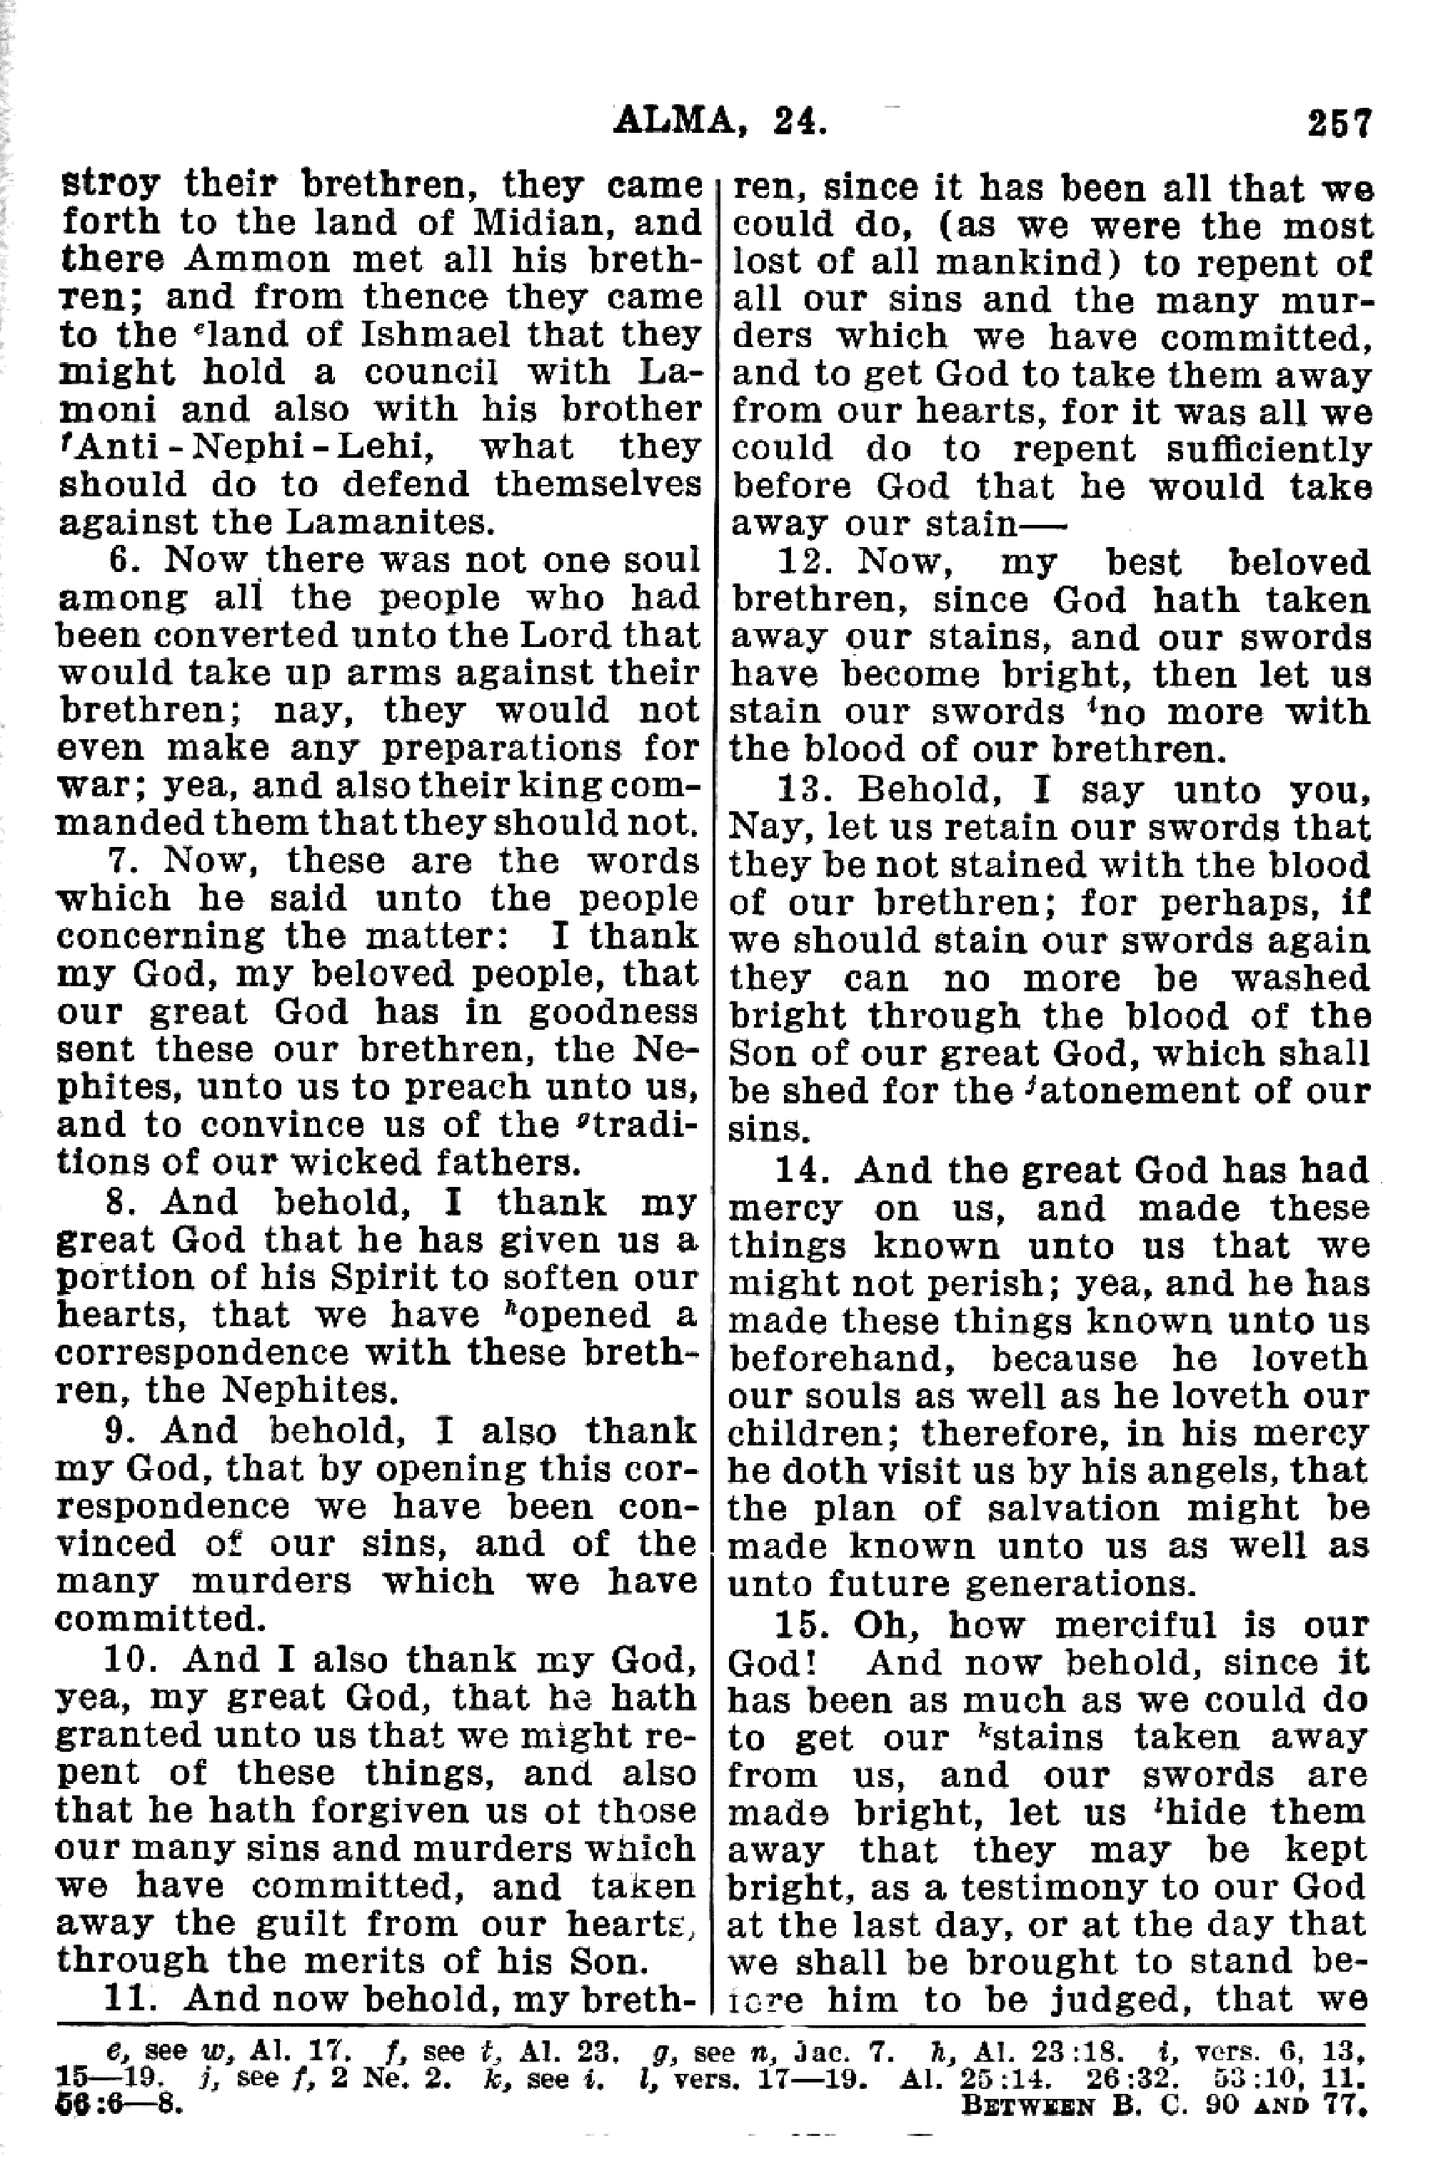 ALMA, 24.
257
stroy their brethren, they came
forth to the land of Midian, and
there Ammon met all his breth-
ren; and from thence they came
to the eland of Ishmael that they
might hold a council with La-
moni and also with his brother
fAnti-Nephi-Lehi, what they
should do to defend themselves
against the Lamanites.
6. Now there was not one soul
among all the people who had
been converted unto the Lord that
would take up arms against their
brethren; nay, they would not
even make any preparations for
war; yea, and also their king com-
manded them that they should not.
7. Now, these are the words
which he said unto the people
concerning the matter: I thank
my God, my beloved people, that
our great God has in goodness
sent these our brethren, the Ne-
phites, unto us to preach unto us,
and to convince us of the gtradi-
tions of our wicked fathers.
8. And behold, I thank my
great God that he has given us a
portion of his Spirit to soften our
hearts, that we have hopened a
correspondence with these breth-
ren, the Nephites.
9. And behold, I also thank
my God, that by opening this cor-
respondence we have been con-
vinced of our sins, and of the
many murders which we have
committed.
10. And I also thank my God,
yea, my great God, that he hath
granted unto us that we might re-
pent of these things, and also
that he hath forgiven us of those
our many sins and murders which
we have committed, and taken
away the guilt from our hearts,
through the merits of his Son.
11. And now behold, my breth-
ren, since it has been all that we
could do, (as we were the most
lost of all mankind) to repent of
all our sins and the many mur-
ders which we have committed,
and to get God to take them away
from our hearts, for it was all we
could do to repent sufficiently
before God that he would take
away our stain—
12. Now, my best beloved
brethren, since God hath taken
away our stains, and our swords
have become bright, then let us
stain our swords ino more with
the blood of our brethren.
13. Behold, I say unto you,
Nay, let us retain our swords that
they be not stained with the blood
of our brethren; for perhaps, if
we should stain our swords again
they can no more be washed
bright through the blood of the
Son of our great God, which shall
be shed for the jatonement of our
sins.
14. And the great God has had
mercy on us, and made these
things known unto us that we
might not perish; yea, and he has
made these things known unto us
beforehand, because he loveth
our souls as well as he loveth our
children; therefore, in his mercy
he doth visit us by his angels, that
the plan of salvation might be
made known unto us as well as
unto future generations.
15. Oh, how merciful is our
God! And now behold, since it
has been as much as we could do
to get our kstains taken away
from us, and our swords are
made bright, let us lhide them
away that they may be kept
bright, as a testimony to our God
at the last day, or at the day that
we shall be brought to stand be-
fore him to be judged, that we
e, see w, Al. 17. f, see t, Al. 23. g, see n, Jac. 7. h, Al. 23:18. i, vers. 6, 13,
15—19. j, see f, 2 Ne. 2. k, see i. l, vers. 17—19. Al. 25:14. 26:32. 53:10, 11.
56:6—8. BETWEEN B. C. 90 AND 77.